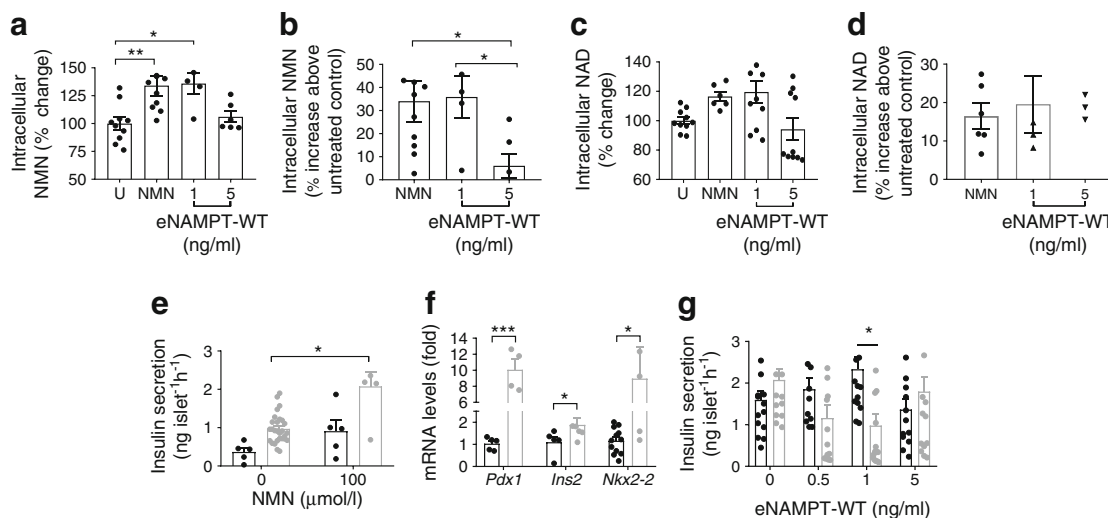 a
Intracellular
NMN (% change)
150
125
100
75
50
**
*
U
NMN
1
5
eNAMPT-WT
(ng/ml)
b
Intracellular NMN
(% increase above
untreated control)
50
40
30
20
10
0
*
*
NMN
1
5
eNAMPT-WT
(ng/ml)
c
Intracellular NAD
(% change)
140
120
100
80
60
U
NMN
1
5
eNAMPT-WT
(ng/ml)
d
Intracellular NAD
(% increase above
untreated control)
30
20
10
0
NMN
1
5
eNAMPT-WT
(ng/ml)
e
Insulin secretion
(ng islet⁻¹h⁻¹)
3
2
1
0
*
0
100
NMN (μmol/l)
f
mRNA levels (fold)
14
12
10
8
6
4
2
1
0
***
*
*
Pdx1
Ins2
Nkx2-2
g
Insulin secretion
(ng islet⁻¹h⁻¹)
3
2
1
0
*
0
0.5
1
5
eNAMPT-WT (ng/ml)